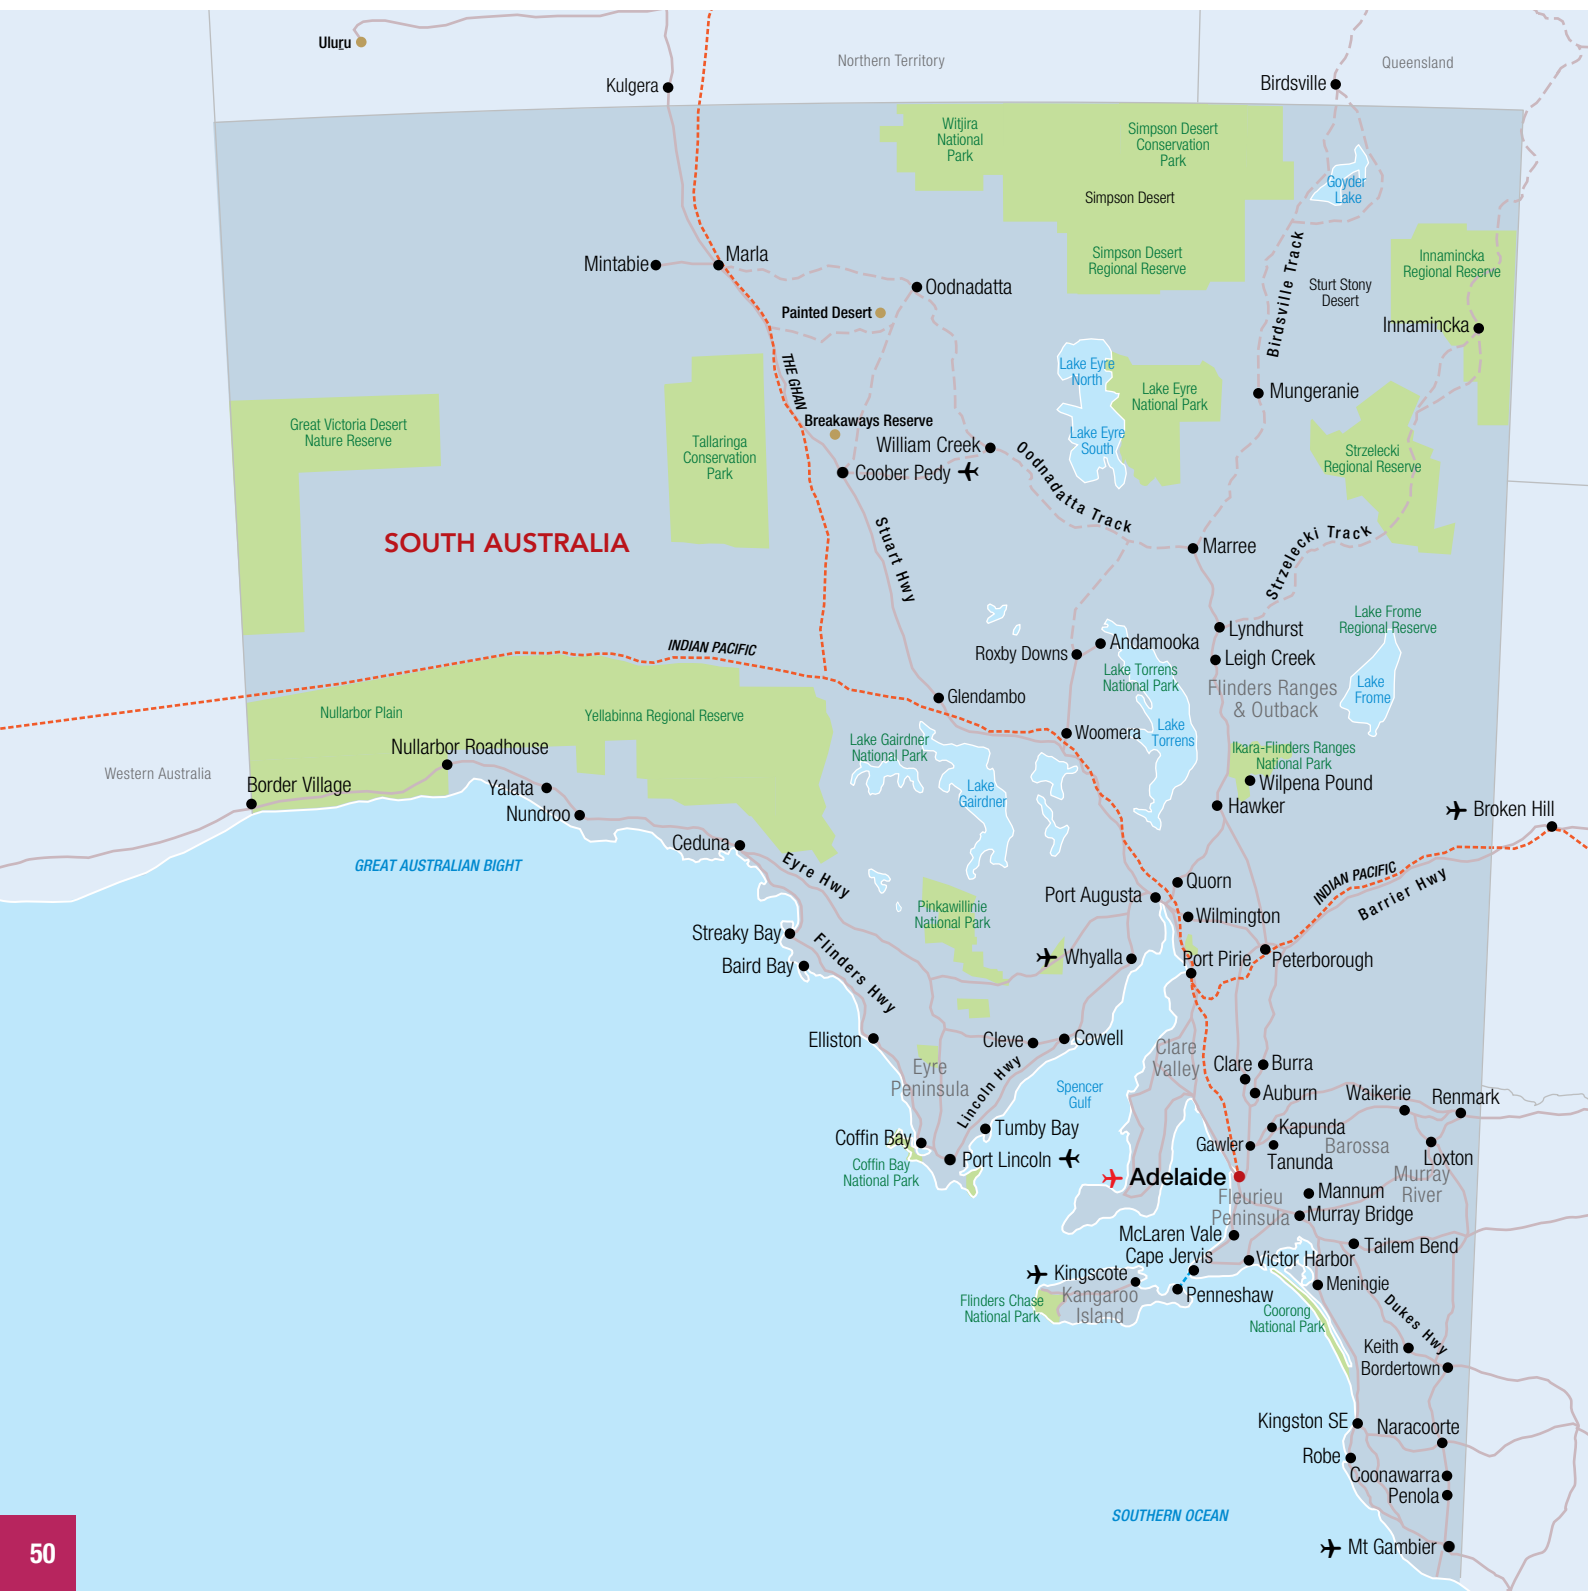 Uluṟu
Kulgera
Northern Territory
Queensland
Birdsville
Witjira
National
Park
Simpson Desert
Conservation
Park
Simpson Desert
Goyder
Lake
Simpson Desert
Regional Reserve
Innamincka
Regional Reserve
Birdsville Track
Sturt Stony
Desert
Innamincka
Mintabie
Marla
Oodnadatta
Painted Desert
THE GHAN
Lake Eyre
North
Lake Eyre
National Park
Lake Eyre
South
Mungeranie
Great Victoria Desert
Nature Reserve
Tallaringa
Conservation
Park
Breakaways Reserve
William Creek
Coober Pedy
Oodnadatta Track
Strzelecki
Regional Reserve
SOUTH AUSTRALIA
Stuart Hwy
Marree
Strzelecki Track
Lake Frome
Regional Reserve
Lyndhurst
Leigh Creek
Andamooka
Roxby Downs
Lake Torrens
National Park
Flinders Ranges
& Outback
Lake
Frome
INDIAN PACIFIC
Glendambo
Woomera
Lake
Torrens
Nullarbor Plain
Yellabinna Regional Reserve
Lake Gairdner
National Park
Ikara-Flinders Ranges
National Park
Nullarbor Roadhouse
Western Australia
Border Village
Yalata
Nundroo
Lake
Gairdner
Wilpena Pound
Hawker
Broken Hill
Ceduna
GREAT AUSTRALIAN BIGHT
Eyre Hwy
INDIAN PACIFIC
Barrier Hwy
Port Augusta
Quorn
Wilmington
Pinkawillinie
National Park
Streaky Bay
Baird Bay
Flinders Hwy
Whyalla
Port Pirie
Peterborough
Elliston
Cleve
Cowell
Clare
Valley
Clare
Burra
Auburn
Eyre
Peninsula
Lincoln Hwy
Spencer
Gulf
Waikerie
Renmark
Coffin Bay
Tumby Bay
Port Lincoln
Coffin Bay
National Park
Kapunda
Gawler
Tanunda
Barossa
Loxton
Murray
River
Adelaide
Fleurieu
Peninsula
Mannum
Murray Bridge
McLaren Vale
Cape Jervis
Victor Harbor
Tailem Bend
Kingscote
Kangaroo
Island
Penneshaw
Meningie
Flinders Chase
National Park
Coorong
National Park
Dukes Hwy
Keith
Bordertown
Kingston SE
Naracoorte
Robe
Coonawarra
Penola
SOUTHERN OCEAN
Mt Gambier
50